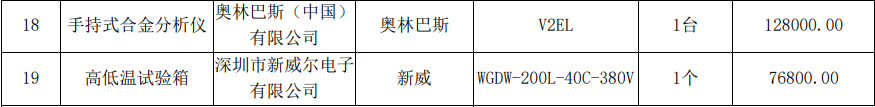 18 手持式合金分析仪 奥林巴斯（中国）有限公司 奥林巴斯 V2EL 1台 128000.00
19 高低温试验箱 深圳市新威尔电子有限公司 新威 WGDW-200L-40C-380V 1个 76800.00